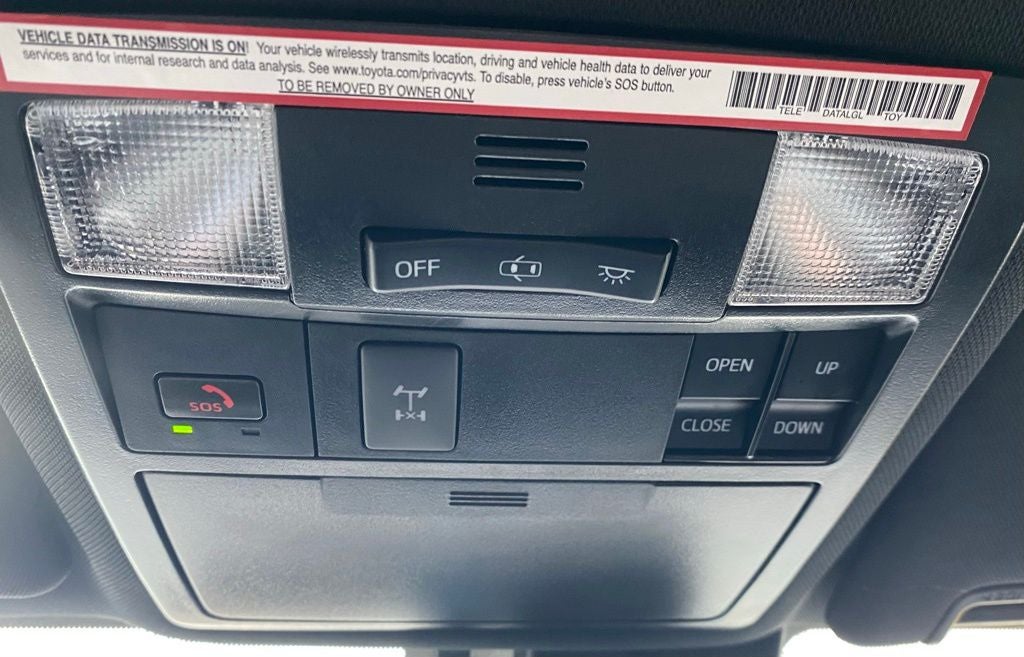 VEHICLE DATA TRANSMISSION IS ON! Your vehicle wirelessly transmits location, driving and vehicle health data to deliver your
services and for internal research and data analysis. See www.toyota.com/privacyvts. To disable, press vehicle's SOS button.
TO BE REMOVED BY OWNER ONLY
TELE DATALGL TOY
OFF
SOS
OPEN UP
CLOSE DOWN